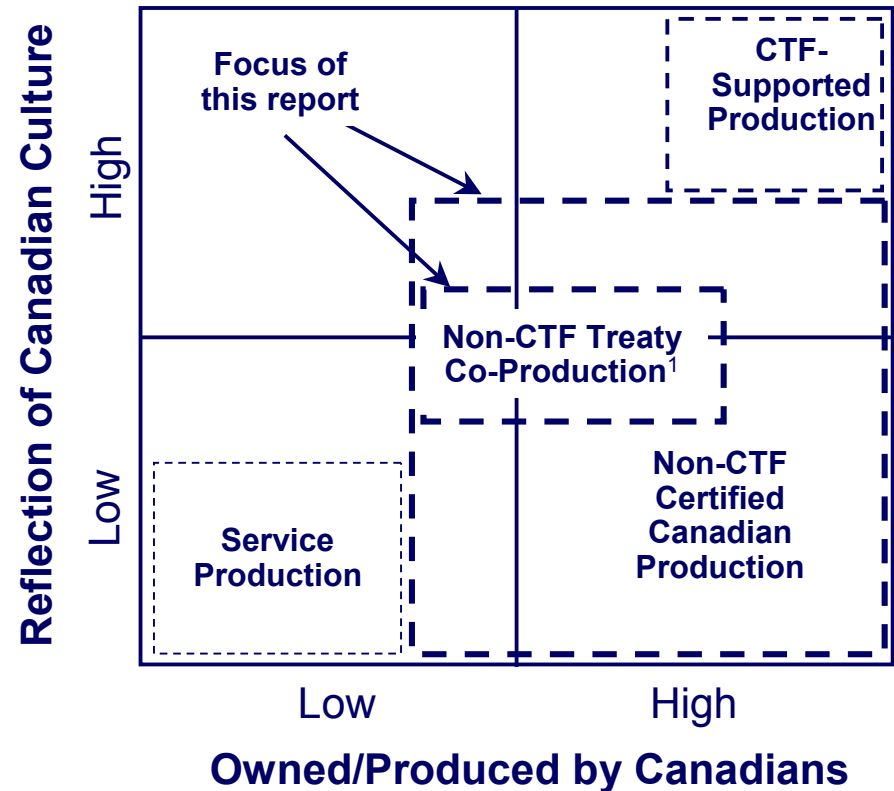 Reflection of Canadian Culture
High
Low
Focus of
this report
CTF-
Supported
Production
Non-CTF Treaty
Co-Production¹
Non-CTF
Certified
Canadian
Production
Service
Production
Low
High
Owned/Produced by Canadians